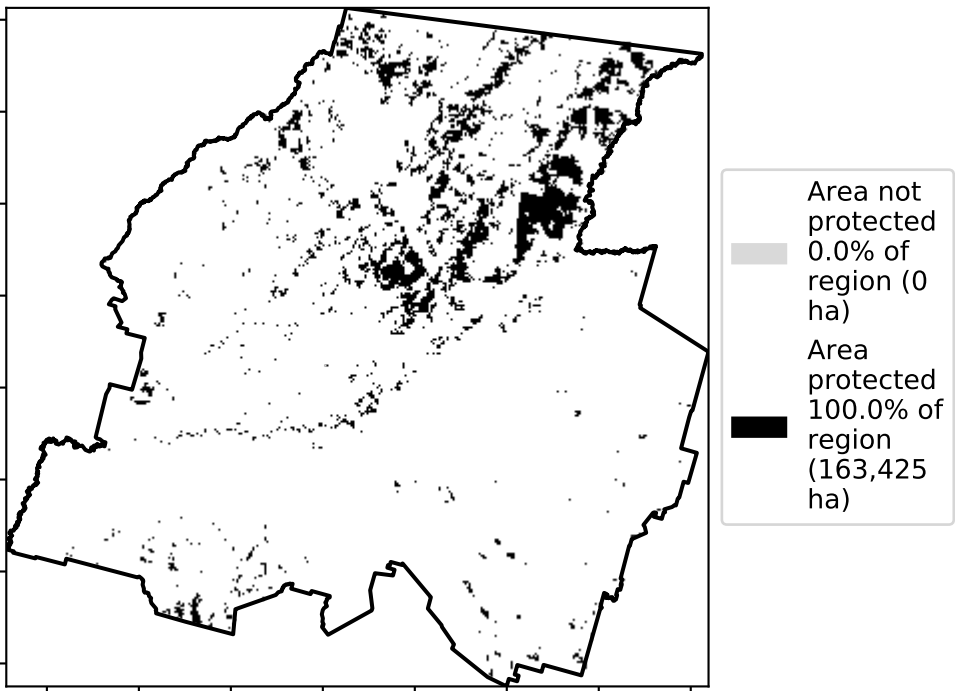 Area not
protected
0.0% of
region (0
ha)
Area
protected
100.0% of
region
(163,425
ha)